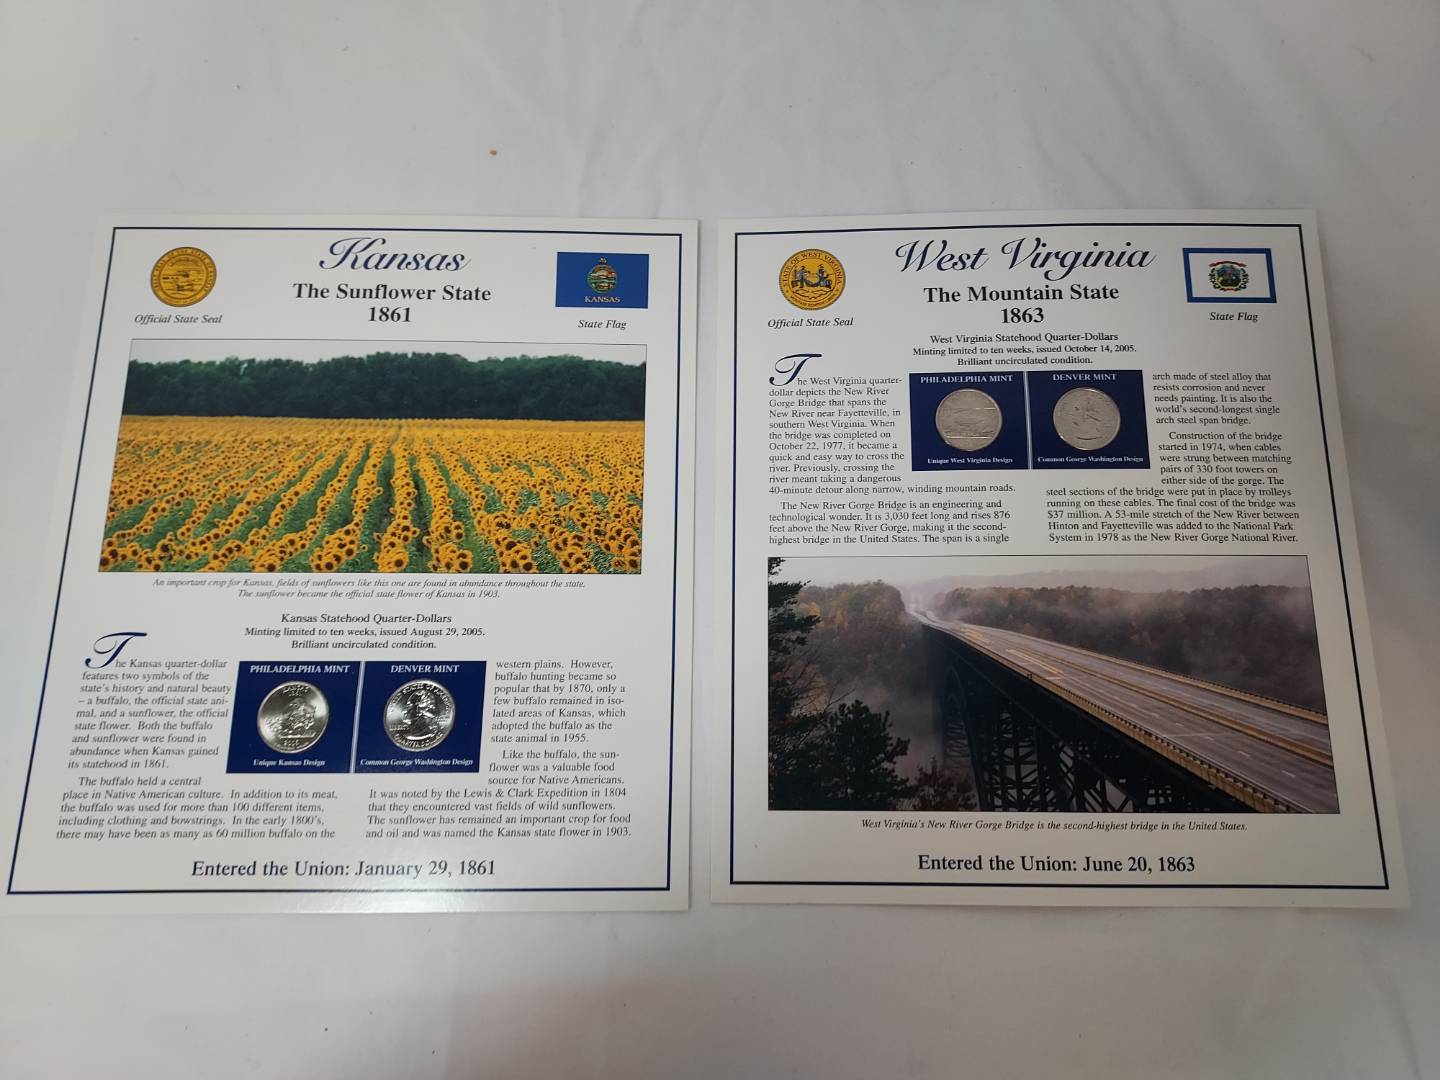 Kansas
The Sunflower State
1861
Official State Seal
KANSAS
State Flag
An important crop for Kansas, fields of sunflowers like this one are found in abundance throughout the state.
The sunflower became the official state flower of Kansas in 1903.
Kansas Statehood Quarter-Dollars
Minting limited to ten weeks, issued August 29, 2005.
Brilliant uncirculated condition.
The Kansas quarter-dollar
features two symbols of the
state's history and natural beauty
– a buffalo, the official state ani-
mal, and a sunflower, the official
state flower. Both the buffalo
and sunflower were found in
abundance when Kansas gained
its statehood in 1861.
The buffalo held a central
place in Native American culture. In addition to its meat,
the buffalo was used for more than 100 different items,
including clothing and bowstrings. In the early 1800's,
there may have been as many as 60 million buffalo on the
PHILADELPHIA MINT
KANSAS
1861
2005
Unique Kansas Design
DENVER MINT
QUARTER DOLLAR
Common George Washington Design
western plains. However,
buffalo hunting became so
popular that by 1870, only a
few buffalo remained in iso-
lated areas of Kansas, which
adopted the buffalo as the
state animal in 1955.
Like the buffalo, the sun-
flower was a valuable food
source for Native Americans.
It was noted by the Lewis & Clark Expedition in 1804
that they encountered vast fields of wild sunflowers.
The sunflower has remained an important crop for food
and oil and was named the Kansas state flower in 1903.
Entered the Union: January 29, 1861
West Virginia
The Mountain State
1863
STATE OF WEST VIRGINIA
Official State Seal
State Flag
West Virginia Statehood Quarter-Dollars
Minting limited to ten weeks, issued October 14, 2005.
Brilliant uncirculated condition.
The West Virginia quarter-
dollar depicts the New River
Gorge Bridge that spans the
New River near Fayetteville, in
southern West Virginia. When
the bridge was completed on
October 22, 1977, it became a
quick and easy way to cross the
river. Previously, crossing the
river meant taking a dangerous
40-minute detour along narrow, winding mountain roads.
The New River Gorge Bridge is an engineering and
technological wonder. It is 3,030 feet long and rises 876
feet above the New River Gorge, making it the second-
highest bridge in the United States. The span is a single
PHILADELPHIA MINT
Unique West Virginia Design
DENVER MINT
Common George Washington Design
arch made of steel alloy that
resists corrosion and never
needs painting. It is also the
world's second-longest single
arch steel span bridge.
Construction of the bridge
started in 1974, when cables
were strung between matching
pairs of 330 foot towers on
either side of the gorge. The
steel sections of the bridge were put in place by trolleys
running on these cables. The final cost of the bridge was
$37 million. A 53-mile stretch of the New River between
Hinton and Fayetteville was added to the National Park
System in 1978 as the New River Gorge National River.
West Virginia's New River Gorge Bridge is the second-highest bridge in the United States.
Entered the Union: June 20, 1863